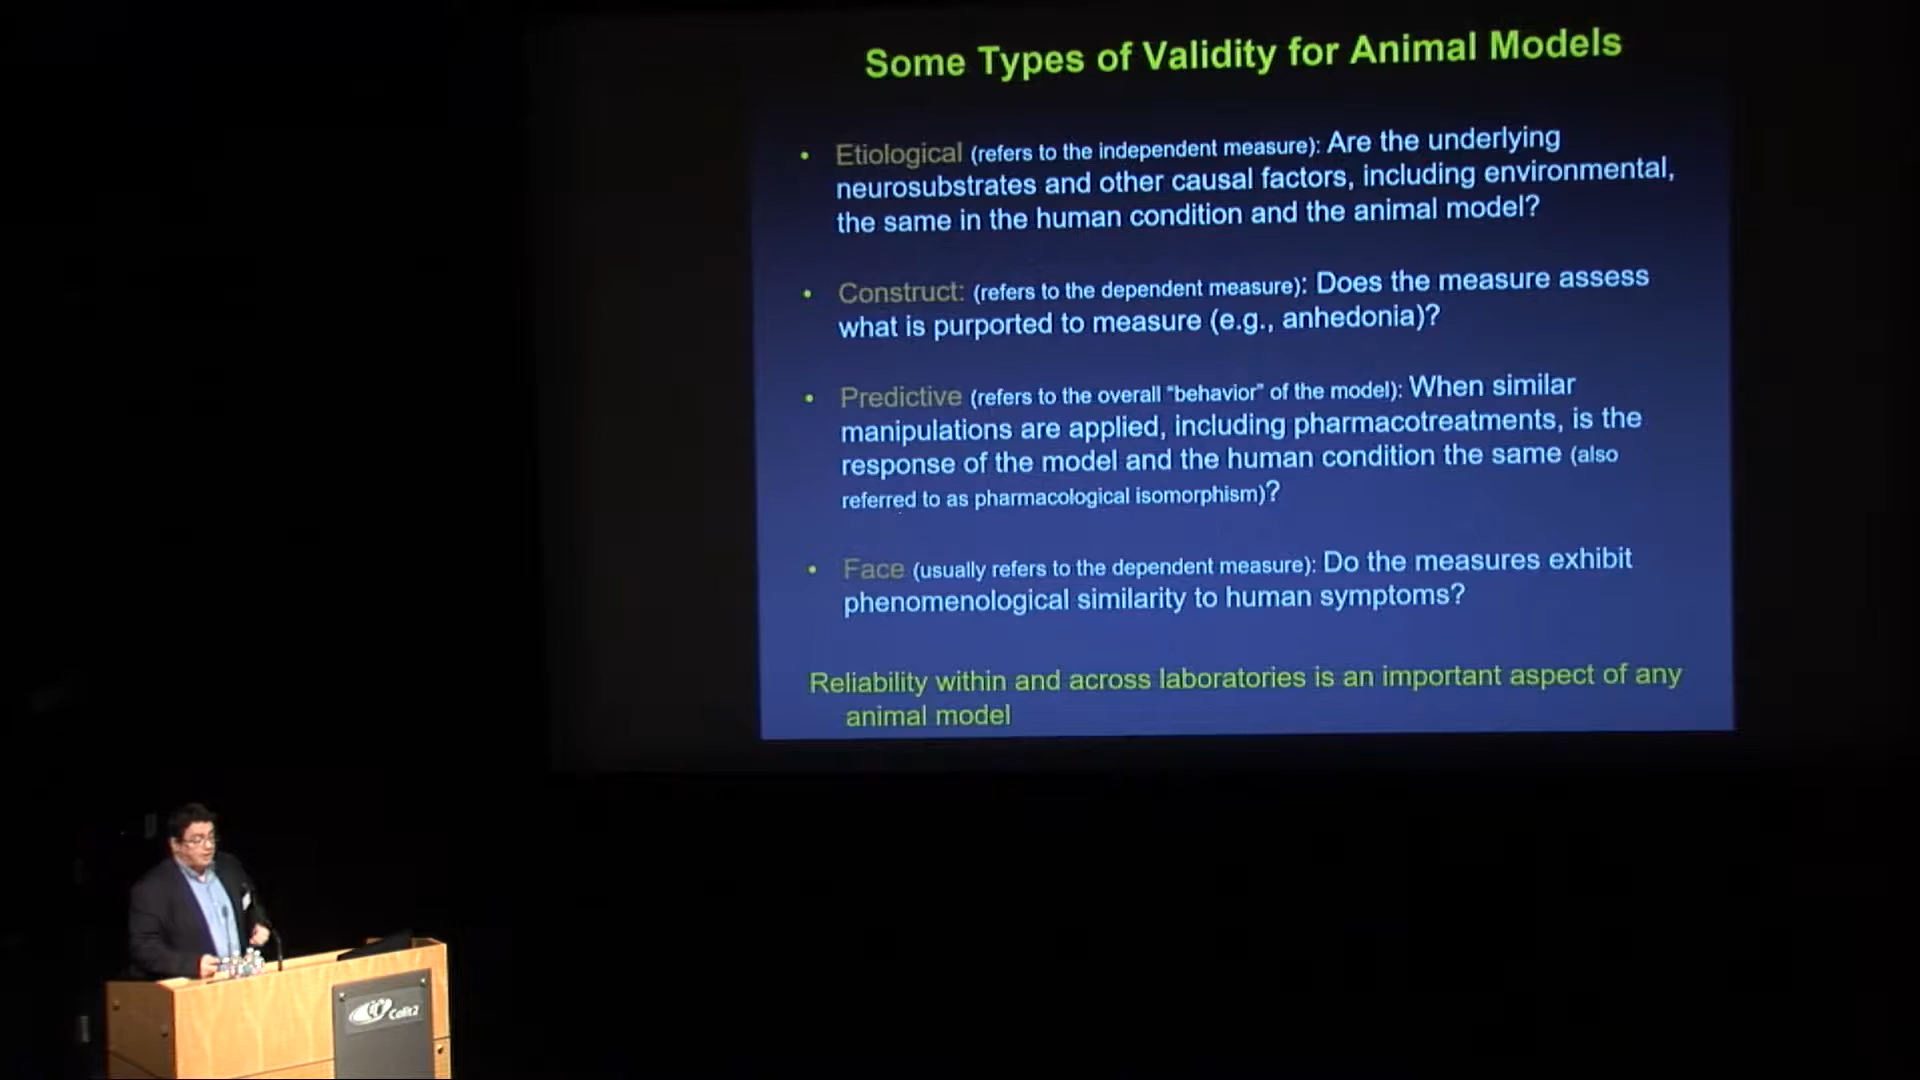 Some Types of Validity for Animal Models
• Etiological (refers to the independent measure): Are the underlying
neurosubstrates and other causal factors, including environmental,
the same in the human condition and the animal model?
• Construct: (refers to the dependent measure): Does the measure assess
what is purported to measure (e.g., anhedonia)?
• Predictive (refers to the overall “behavior” of the model): When similar
manipulations are applied, including pharmacotreatments, is the
response of the model and the human condition the same (also
referred to as pharmacological isomorphism)?
• Face (usually refers to the dependent measure): Do the measures exhibit
phenomenological similarity to human symptoms?
Reliability within and across laboratories is an important aspect of any
animal model
Calit2